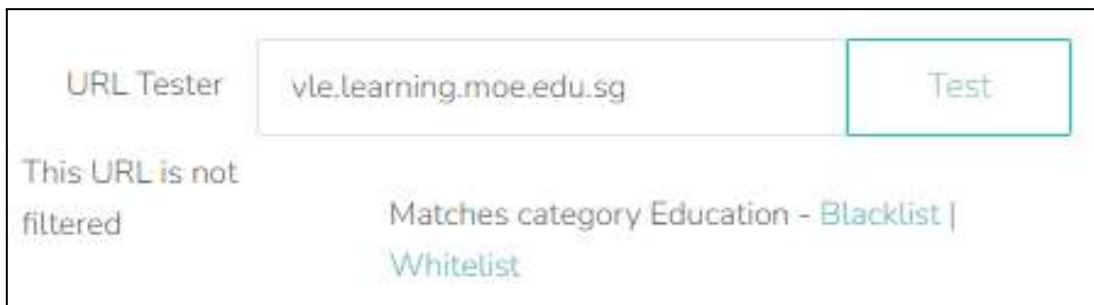 URL Tester vle.learning.moe.edu.sg Test
This URL is not
filtered
Matches category Education - Blacklist |
Whitelist